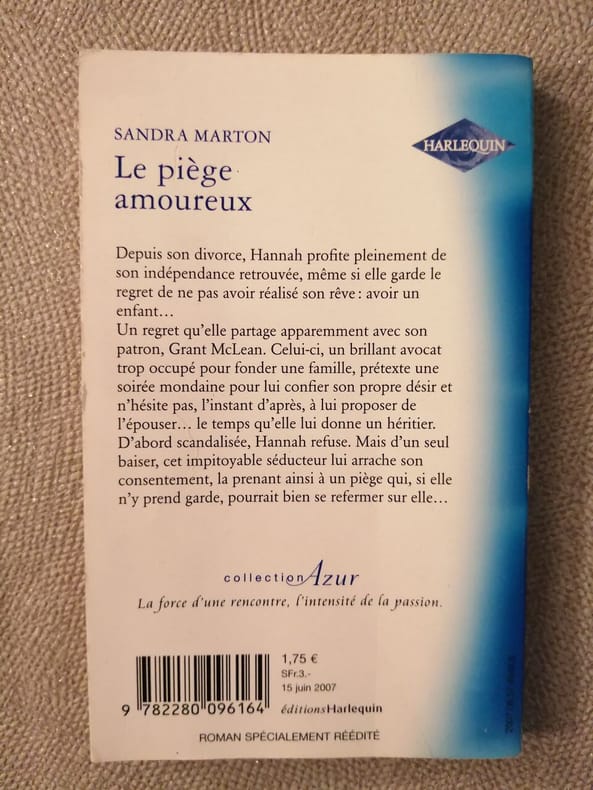 SANDRA MARTON
Le piège
amoureux
HARLEQUIN
Depuis son divorce, Hannah profite pleinement de
son indépendance retrouvée, même si elle garde le
regret de ne pas avoir réalisé son rêve : avoir un
enfant…
Un regret qu'elle partage apparemment avec son
patron, Grant McLean. Celui-ci, un brillant avocat
trop occupé pour fonder une famille, prétexte une
soirée mondaine pour lui confier son propre désir et
n'hésite pas, l'instant d'après, à lui proposer de
l'épouser… le temps qu'elle lui donne un héritier.
D'abord scandalisée, Hannah refuse. Mais d'un seul
baiser, cet impitoyable séducteur lui arrache son
consentement, la prenant ainsi à un piège qui, si elle
n'y prend garde, pourrait bien se refermer sur elle…
collection Azur
La force d'une rencontre, l'intensité de la passion.
1,75 €
SFr.3.-
15 juin 2007
éditionsHarlequin
9 782280 096164
ROMAN SPÉCIALEMENT RÉÉDITÉ